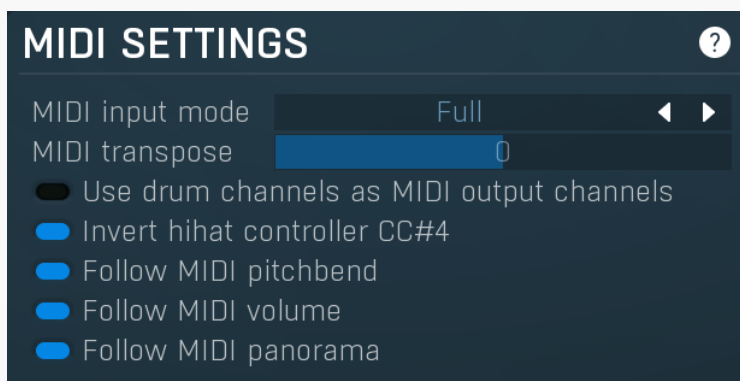 MIDI SETTINGS ?
MIDI input mode Full
MIDI transpose 0
Use drum channels as MIDI output channels
Invert hihat controller CC#4
Follow MIDI pitchbend
Follow MIDI volume
Follow MIDI panorama